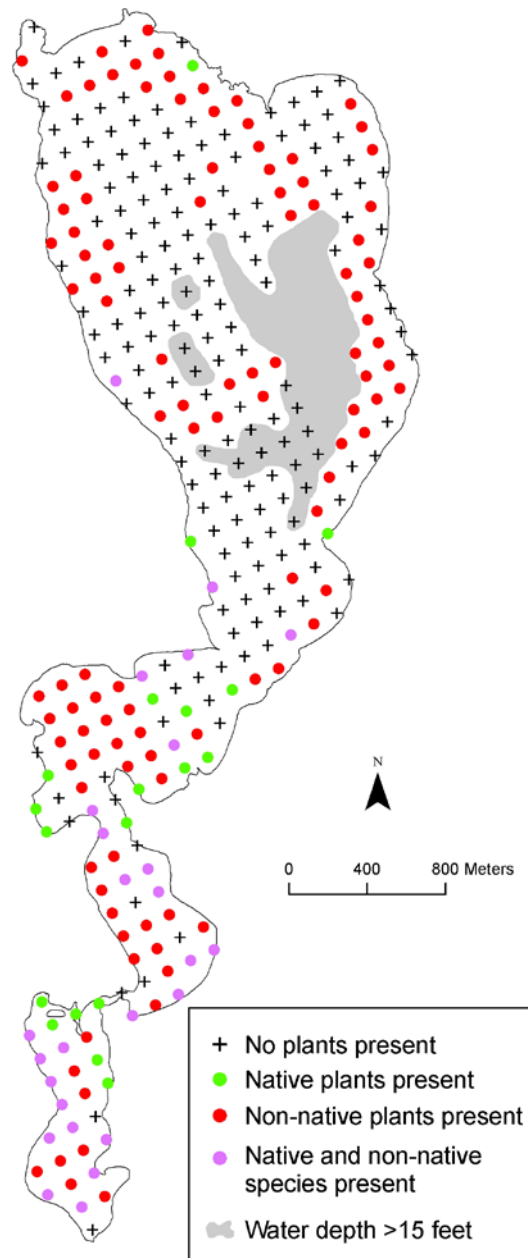 N
0 400 800 Meters
No plants present
Native plants present
Non-native plants present
Native and non-native
species present
Water depth >15 feet